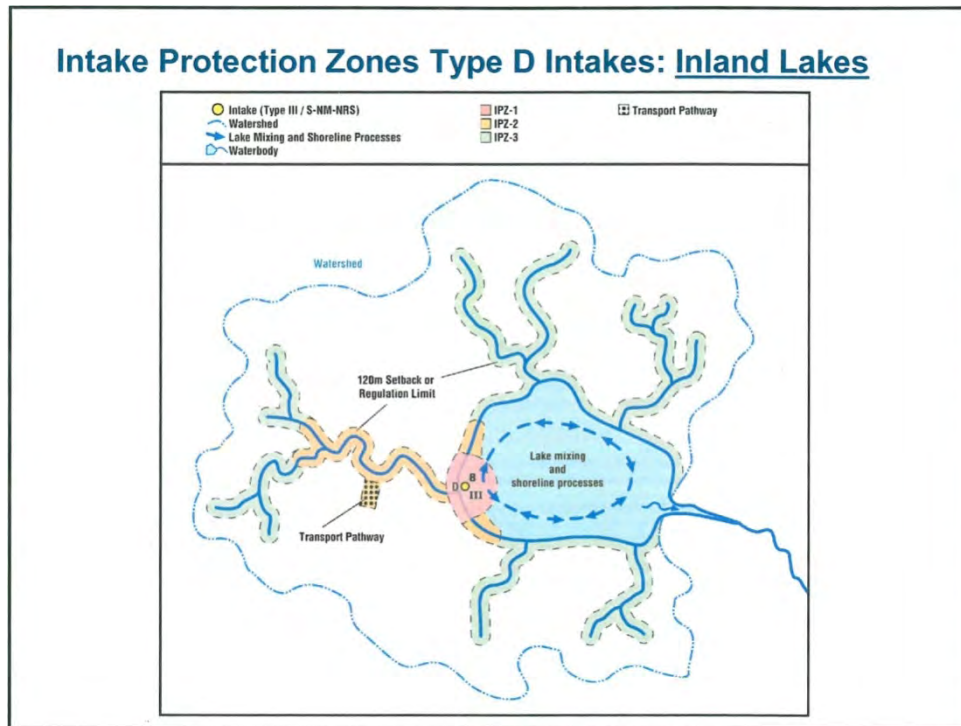 Intake Protection Zones Type D Intakes: Inland Lakes
Intake (Type III / S-NM-NRS)
Watershed
Lake Mixing and Shoreline Processes
Waterbody
IPZ-1
IPZ-2
IPZ-3
Transport Pathway
Watershed
120m Setback or
Regulation Limit
Lake mixing
and
shoreline processes
B
D
III
Transport Pathway